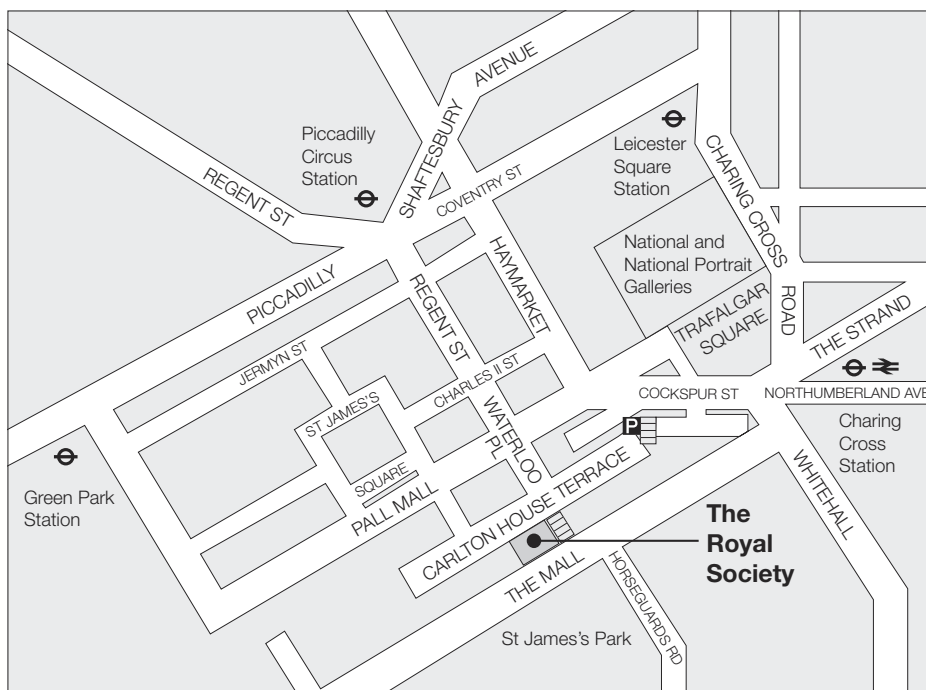 AVENUE
SHAFTESBURY
Piccadilly
Circus
Station
Leicester
Square
Station
REGENT ST
COVENTRY ST
CHARING CROSS
ROAD
National and
National Portrait
Galleries
HAYMARKET
PICCADILLY
REGENT ST
TRAFALGAR
SQUARE
THE STRAND
JERMYN ST
CHARLES II ST
COCKSPUR ST
NORTHUMBERLAND AVE
ST JAMES'S
SQUARE
WATERLOO
PL
P
Charing
Cross
Station
Green Park
Station
PALL MALL
CARLTON HOUSE TERRACE
WHITEHALL
The
Royal
Society
THE MALL
HORSEGUARDS RD
St James's Park